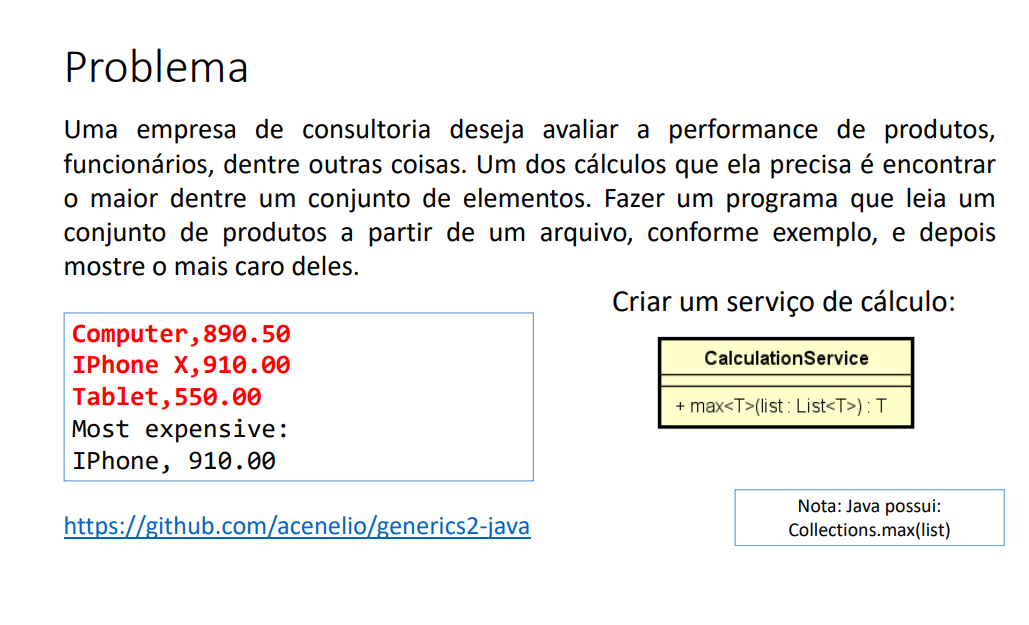 Problema
Uma empresa de consultoria deseja avaliar a performance de produtos,
funcionários, dentre outras coisas. Um dos cálculos que ela precisa é encontrar
o maior dentre um conjunto de elementos. Fazer um programa que leia um
conjunto de produtos a partir de um arquivo, conforme exemplo, e depois
mostre o mais caro deles.
Computer,890.50
IPhone X,910.00
Tablet,550.00
Most expensive:
IPhone, 910.00
https://github.com/acenelio/generics2-java
Criar um serviço de cálculo:
CalculationService
+ max<T>(list : List<T>) : T
Nota: Java possui:
Collections.max(list)